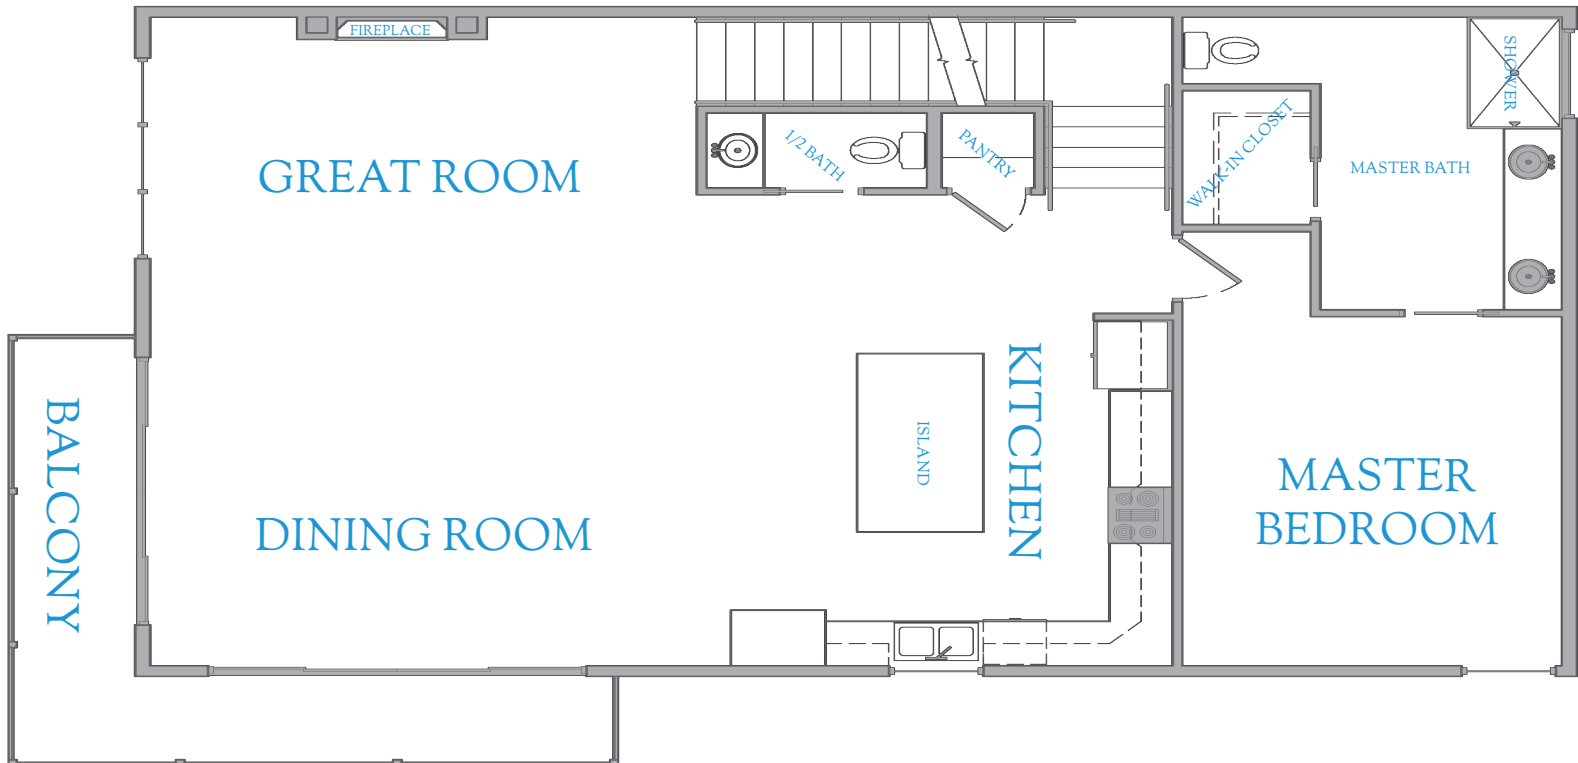 FIREPLACE
SHOWER
GREAT ROOM
1/2 BATH
PANTRY
WALK-IN CLOSET
MASTER BATH
BALCONY
DINING ROOM
ISLAND
KITCHEN
MASTER
BEDROOM